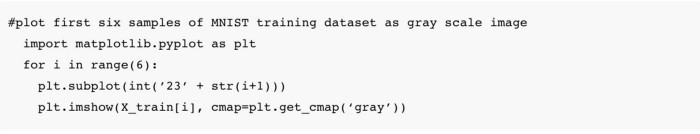 #plot first six samples of MNIST training dataset as gray scale image
import matplotlib.pyplot as plt
for i in range(6):
plt.subplot(int(‘23’ + str(i+1)))
plt.imshow(X_train[i], cmap=plt.get_cmap(‘gray’))